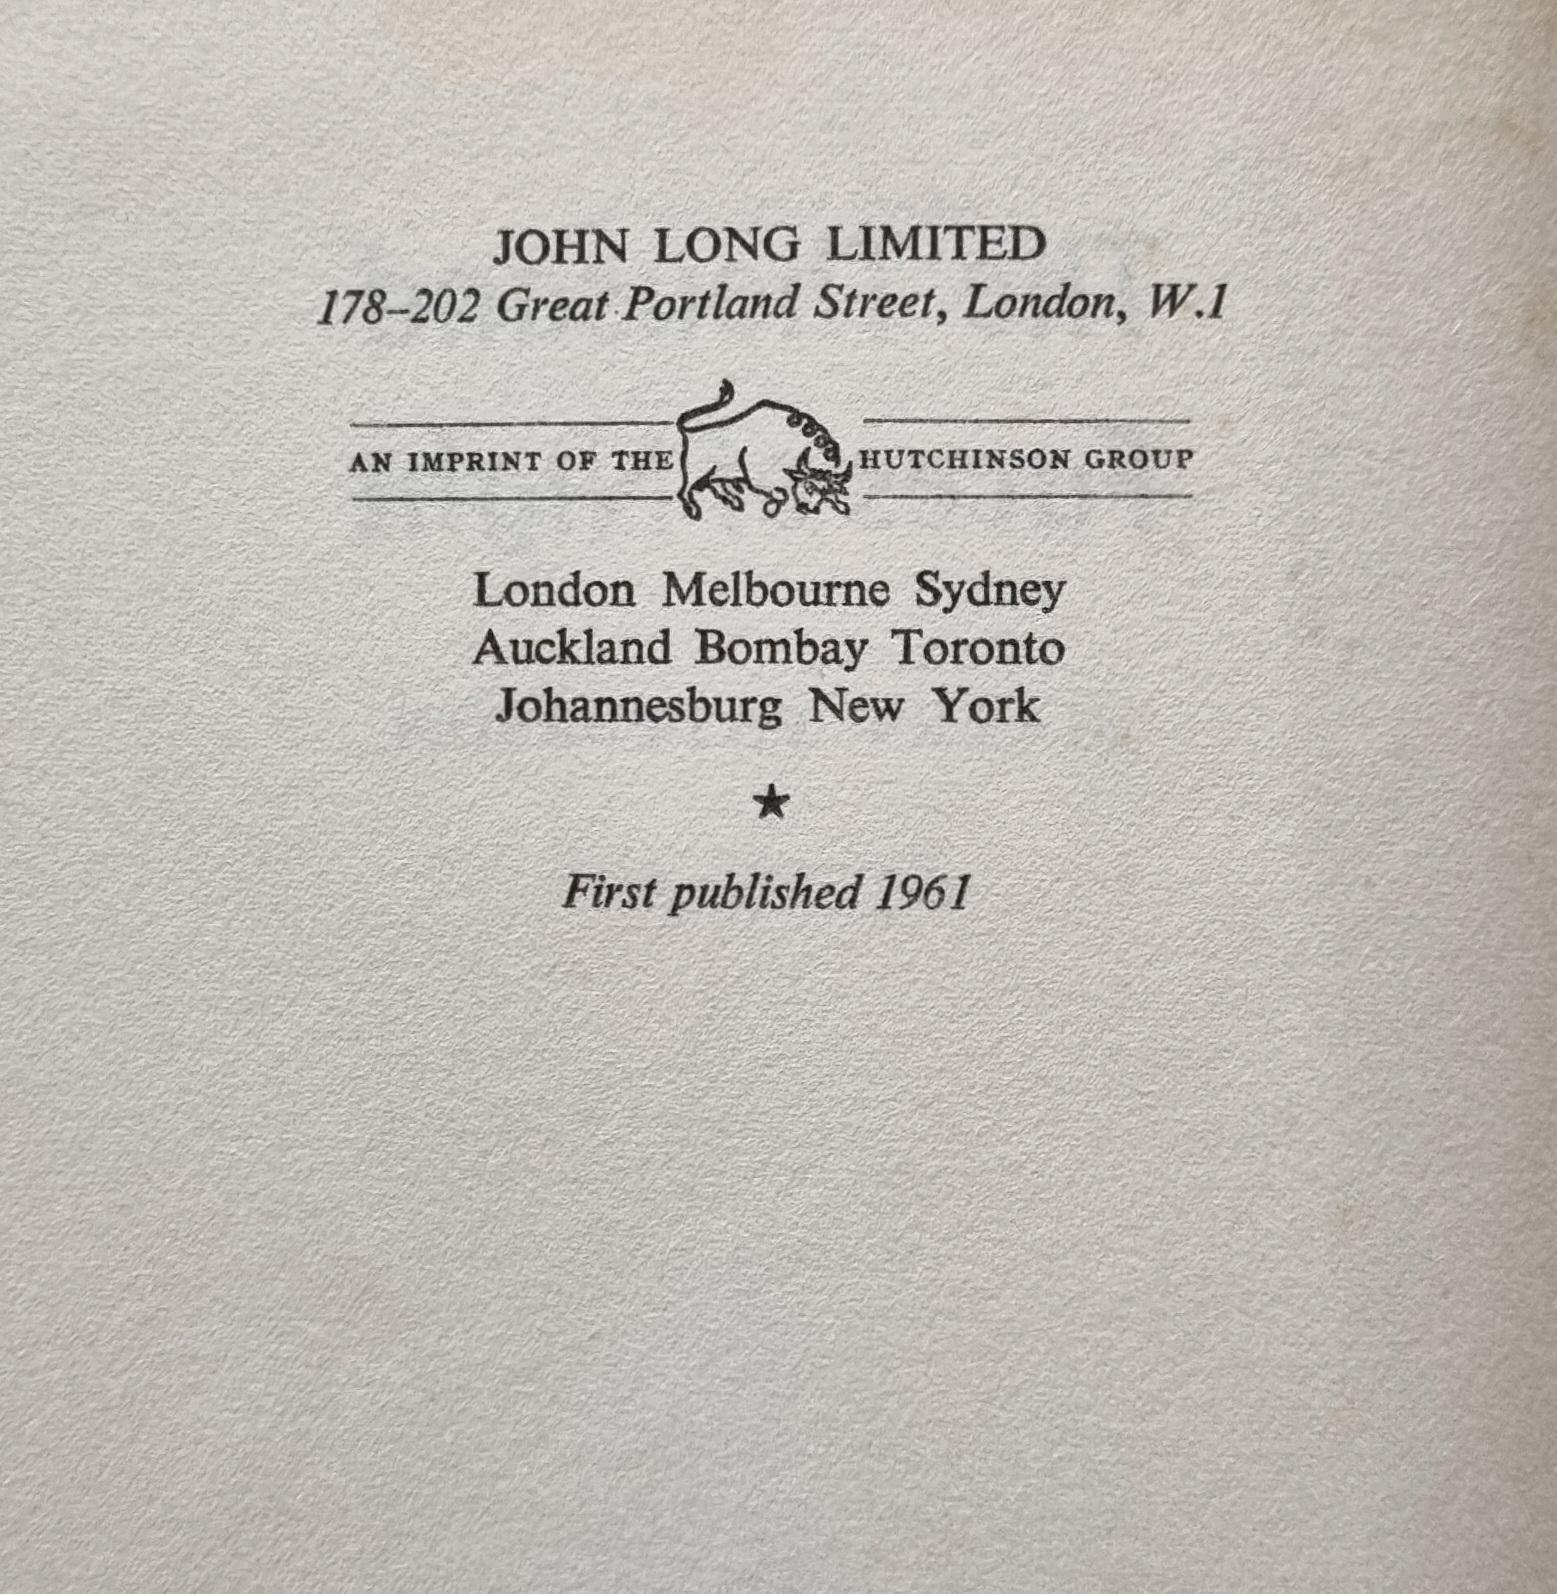 JOHN LONG LIMITED
178–202 Great Portland Street, London, W.1
AN IMPRINT OF THE HUTCHINSON GROUP
London Melbourne Sydney
Auckland Bombay Toronto
Johannesburg New York
★
First published 1961